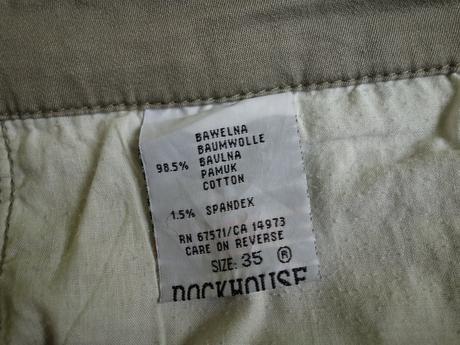 BAWELNA
BAUMWOLLE
98.5% BAULNA
PAMUK
COTTON
1.5% SPANDEX
RN 67571/CA 14973
CARE ON REVERSE
SIZE: 35 ®
ROCKHOUSE